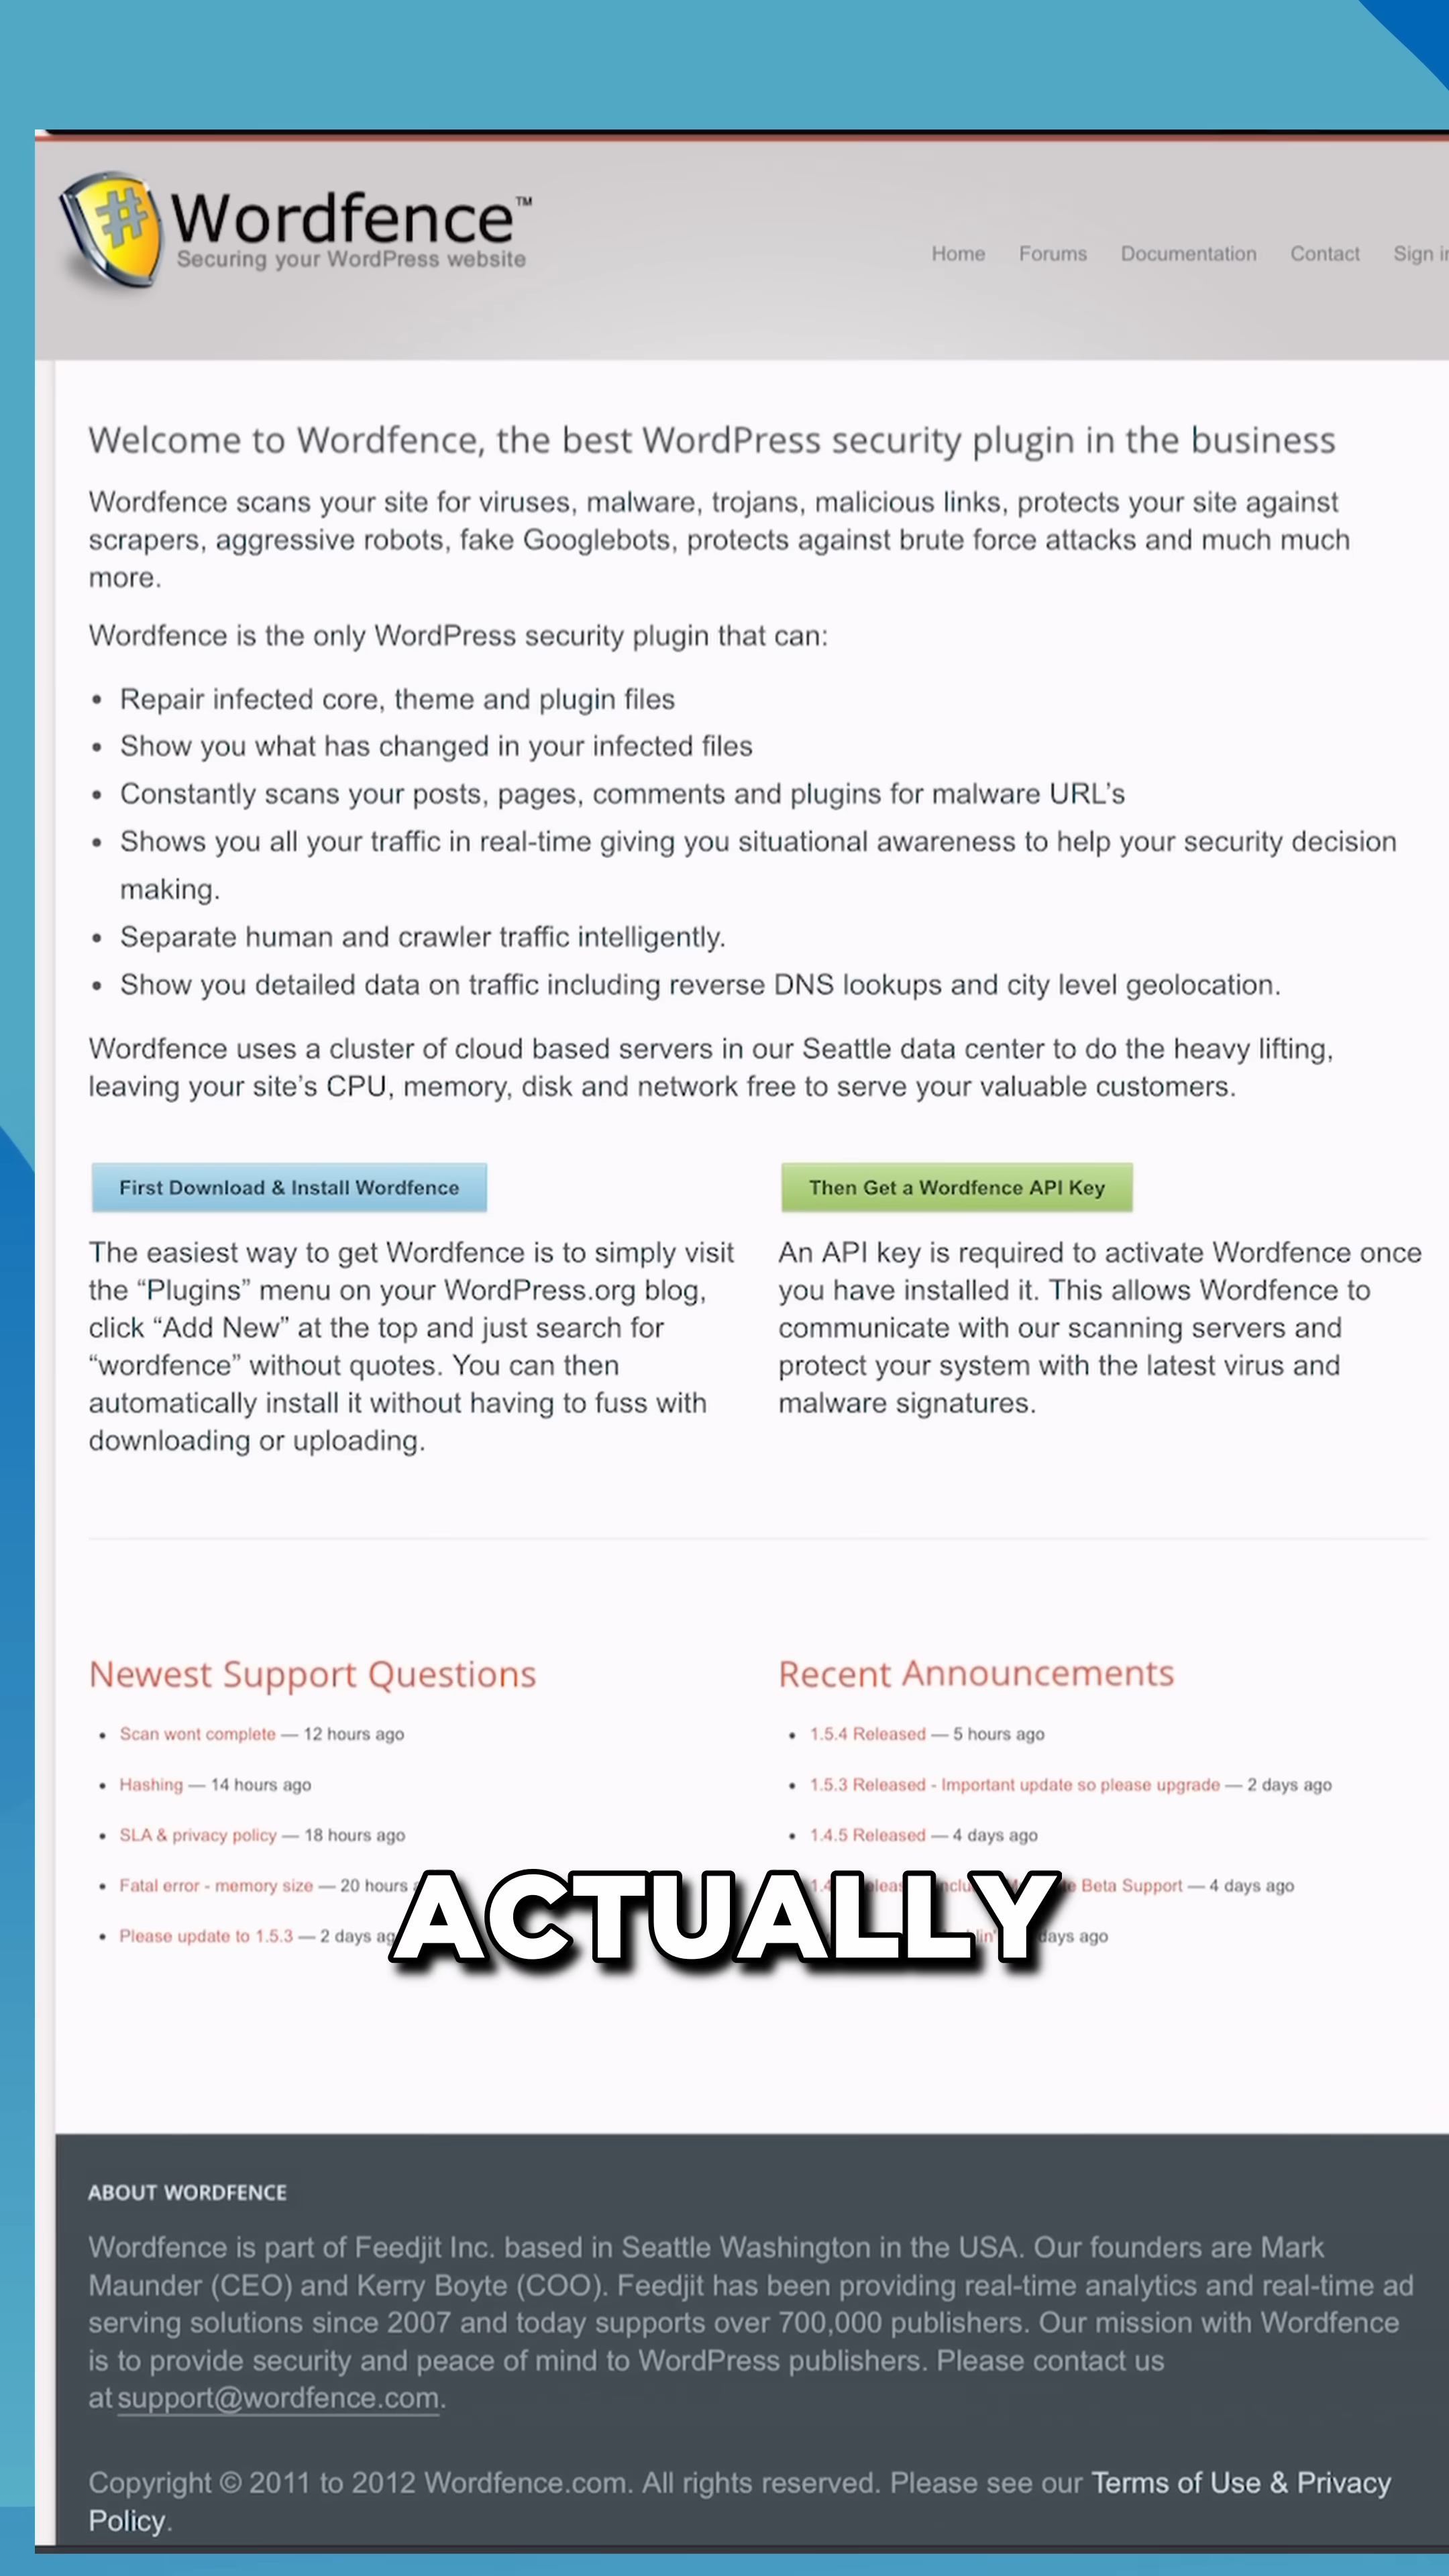 Wordfence™
Securing your WordPress website
Home Forums Documentation Contact Sign
Welcome to Wordfence, the best WordPress security plugin in the business
Wordfence scans your site for viruses, malware, trojans, malicious links, protects your site against
scrapers, aggressive robots, fake Googlebots, protects against brute force attacks and much much
more.
Wordfence is the only WordPress security plugin that can:
• Repair infected core, theme and plugin files
• Show you what has changed in your infected files
• Constantly scans your posts, pages, comments and plugins for malware URL’s
• Shows you all your traffic in real-time giving you situational awareness to help your security decision
making.
• Separate human and crawler traffic intelligently.
• Show you detailed data on traffic including reverse DNS lookups and city level geolocation.
Wordfence uses a cluster of cloud based servers in our Seattle data center to do the heavy lifting,
leaving your site’s CPU, memory, disk and network free to serve your valuable customers.
First Download & Install Wordfence
The easiest way to get Wordfence is to simply visit
the “Plugins” menu on your WordPress.org blog,
click “Add New” at the top and just search for
“wordfence” without quotes. You can then
automatically install it without having to fuss with
downloading or uploading.
Then Get a Wordfence API Key
An API key is required to activate Wordfence once
you have installed it. This allows Wordfence to
communicate with our scanning servers and
protect your system with the latest virus and
malware signatures.
Newest Support Questions
• Scan wont complete — 12 hours ago
• Hashing — 14 hours ago
• SLA & privacy policy — 18 hours ago
• Fatal error - memory size — 20 hours
• Please update to 1.5.3 — 2 days
Recent Announcements
• 1.5.4 Released — 5 hours ago
• 1.5.3 Released - Important update so please upgrade — 2 days ago
• 1.4.5 Released — 4 days ago
Beta Support — 4 days ago
days ago
ACTUALLY
ABOUT WORDFENCE
Wordfence is part of Feedjit Inc. based in Seattle Washington in the USA. Our founders are Mark
Maunder (CEO) and Kerry Boyte (COO). Feedjit has been providing real-time analytics and real-time ad
serving solutions since 2007 and today supports over 700,000 publishers. Our mission with Wordfence
is to provide security and peace of mind to WordPress publishers. Please contact us
at support@wordfence.com.
Copyright © 2011 to 2012 Wordfence.com. All rights reserved. Please see our Terms of Use & Privacy
Policy.